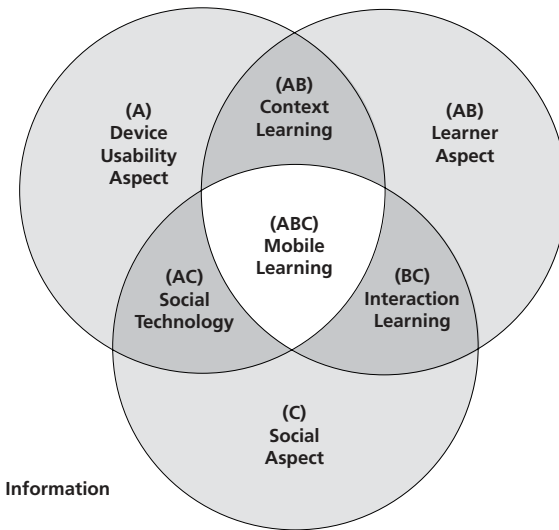 (AB)
Context
Learning
(A)
Device
Usability
Aspect
(AB)
Learner
Aspect
(ABC)
Mobile
Learning
(AC)
Social
Technology
(BC)
Interaction
Learning
(C)
Social
Aspect
Information